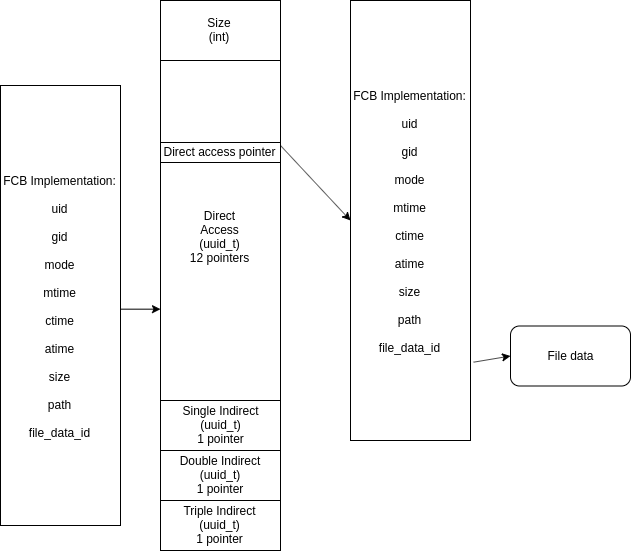 FCB Implementation:
uid
gid
mode
mtime
ctime
atime
size
path
file_data_id
Size
(int)
Direct access pointer
Direct
Access
(uuid_t)
12 pointers
Single Indirect
(uuid_t)
1 pointer
Double Indirect
(uuid_t)
1 pointer
Triple Indirect
(uuid_t)
1 pointer
FCB Implementation:
uid
gid
mode
mtime
ctime
atime
size
path
file_data_id
File data